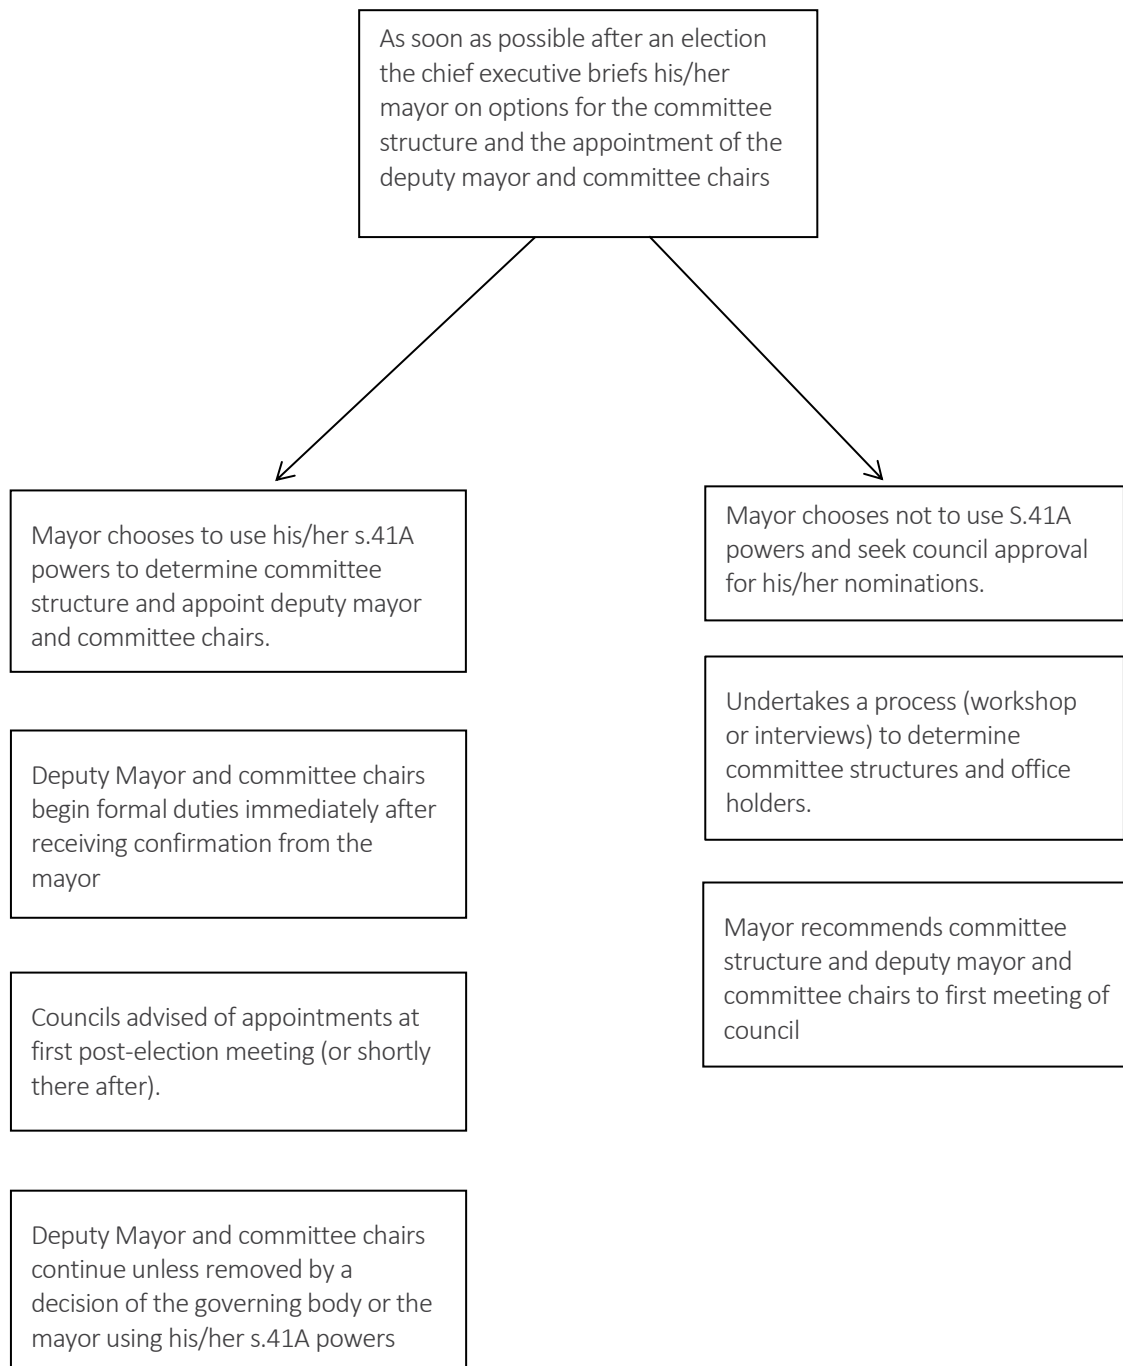 As soon as possible after an election
the chief executive briefs his/her
mayor on options for the committee
structure and the appointment of the
deputy mayor and committee chairs
Mayor chooses to use his/her s.41A
powers to determine committee
structure and appoint deputy mayor
and committee chairs.
Deputy Mayor and committee chairs
begin formal duties immediately after
receiving confirmation from the
mayor
Councils advised of appointments at
first post-election meeting (or shortly
there after).
Deputy Mayor and committee chairs
continue unless removed by a
decision of the governing body or the
mayor using his/her s.41A powers
Mayor chooses not to use S.41A
powers and seek council approval
for his/her nominations.
Undertakes a process (workshop
or interviews) to determine
committee structures and office
holders.
Mayor recommends committee
structure and deputy mayor and
committee chairs to first meeting of
council